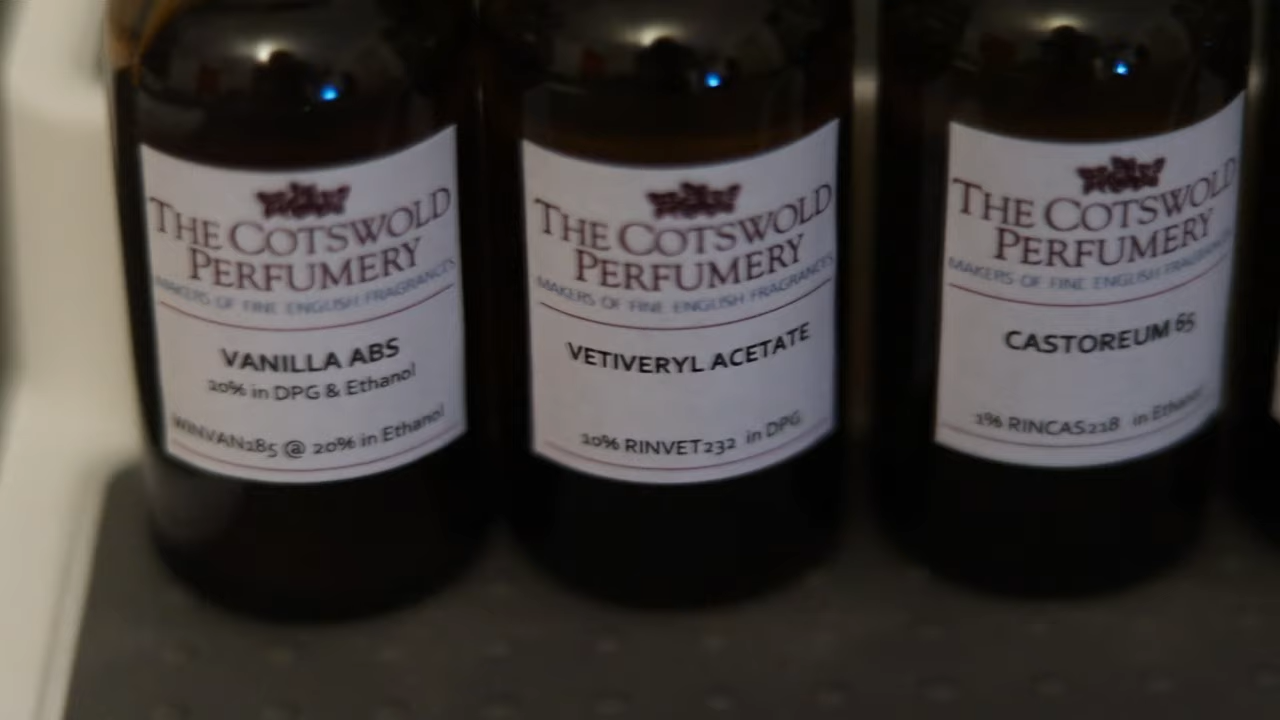 THE COTSWOLD
PERFUMERY
MAKERS OF FINE ENGLISH FRAGRANCES
VANILLA ABS
20% in DPG & Ethanol
WINVAN285 @ 20% in Ethanol
THE COTSWOLD
PERFUMERY
MAKERS OF FINE ENGLISH FRAGRANCES
VETIVERYL ACETATE
20% RINVET232 in DPG
THE COTSWOLD
PERFUMERY
MAKERS OF FINE ENGLISH FRAGRANCES
CASTOREUM 65
1% RINCAS218 in Ethanol